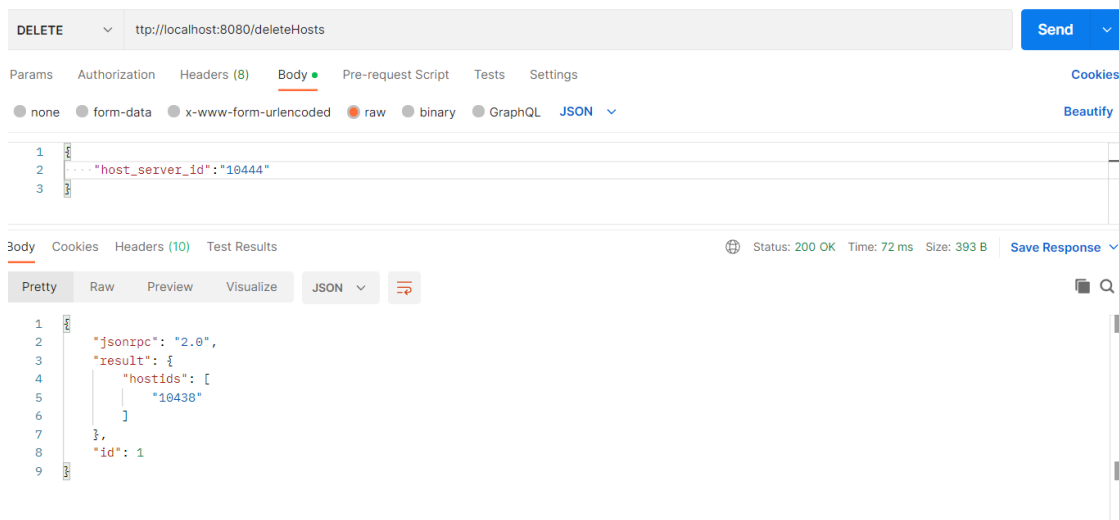 DELETE ttp://localhost:8080/deleteHosts Send
Params Authorization Headers (8) Body Pre-request Script Tests Settings Cookies
none form-data x-www-form-urlencoded raw binary GraphQL JSON Beautify
1 {
2 ····"host_server_id":"10444"
3 }
Body Cookies Headers (10) Test Results Status: 200 OK Time: 72 ms Size: 393 B Save Response
Pretty Raw Preview Visualize JSON
1 {
2 "jsonrpc": "2.0",
3 "result": {
4 "hostids": [
5 "10438"
6 ]
7 },
8 "id": 1
9 }